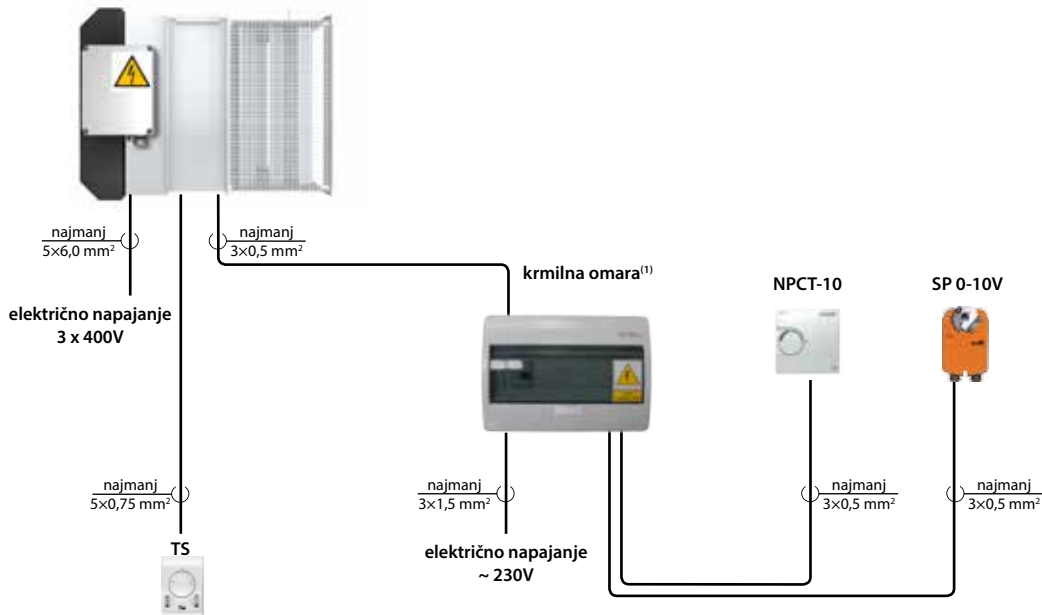 najmanj
5×6,0 mm²
najmanj
3×0,5 mm²
električno napajanje
3 x 400V
krmilna omara⁽¹⁾
NPCT-10
SP 0-10V
najmanj
5×0,75 mm²
najmanj
3×1,5 mm²
najmanj
3×0,5 mm²
najmanj
3×0,5 mm²
TS
električno napajanje
~ 230V